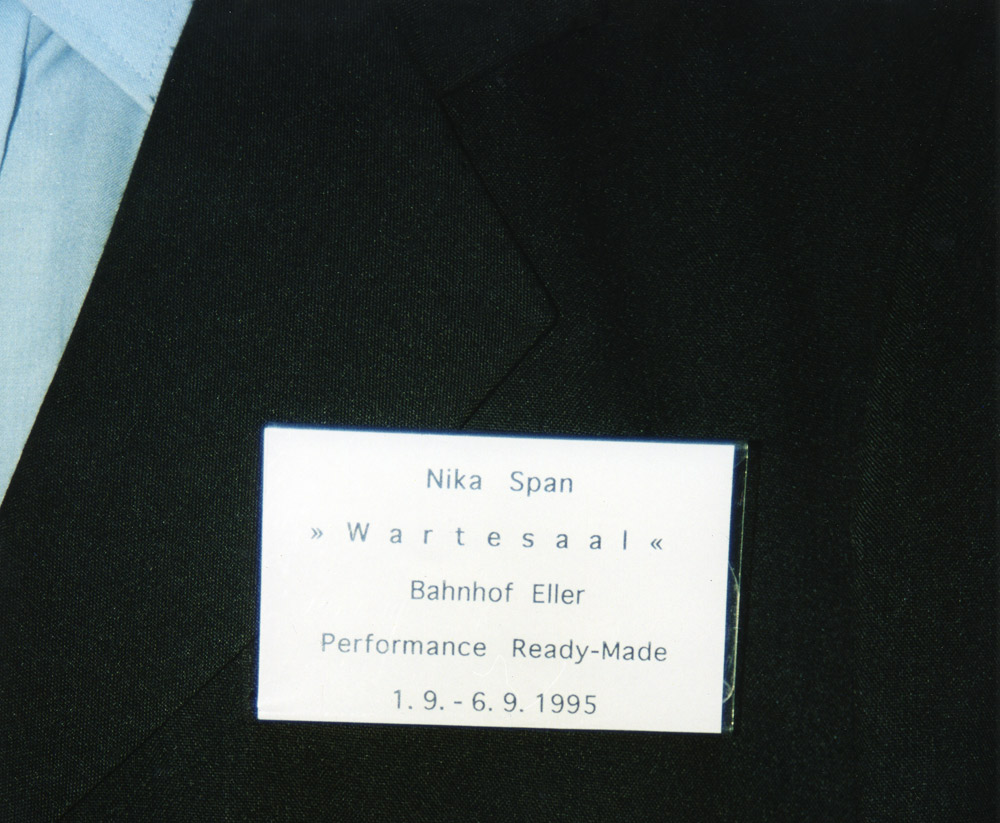 Nika Span
» W a r t e s a a l «
Bahnhof Eller
Performance Ready-Made
1. 9. - 6. 9. 1995